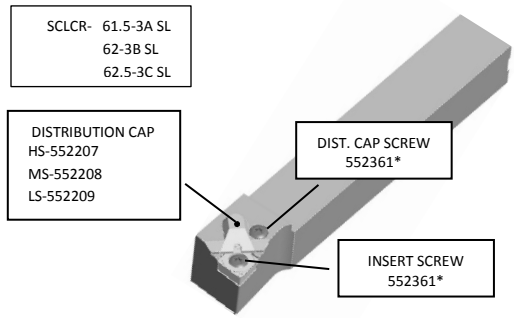 SCLCR- 61.5-3A SL
62-3B SL
62.5-3C SL
DISTRIBUTION CAP
HS-552207
MS-552208
LS-552209
DIST. CAP SCREW
552361*
INSERT SCREW
552361*